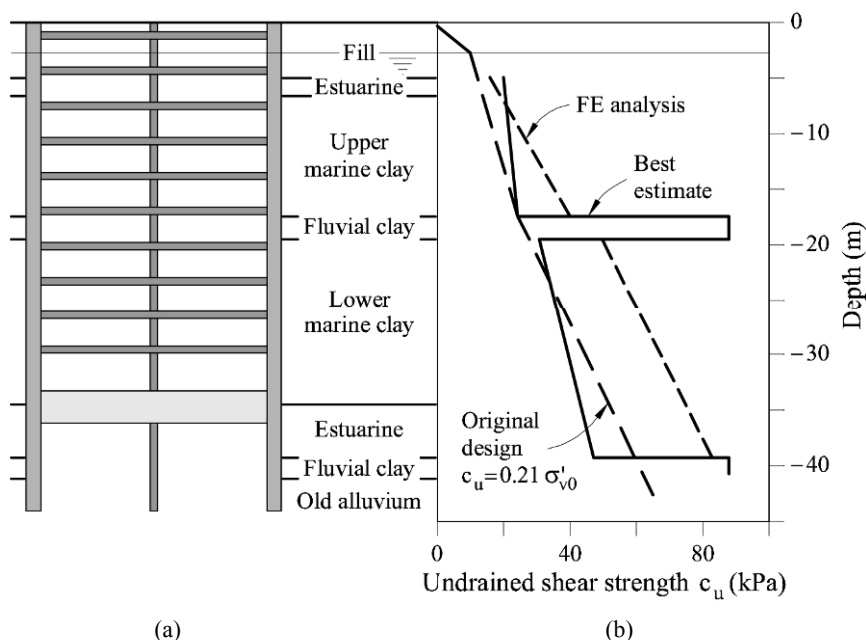 Fill
Estuarine
Upper
marine clay
Fluvial clay
Lower
marine clay
Estuarine
Fluvial clay
Old alluvium
(a)
FE analysis
Best
estimate
Original
design
c_u=0.21 σ'_v0
0
-10
-20
-30
-40
Depth (m)
0
40
80
Undrained shear strength c_u (kPa)
(b)